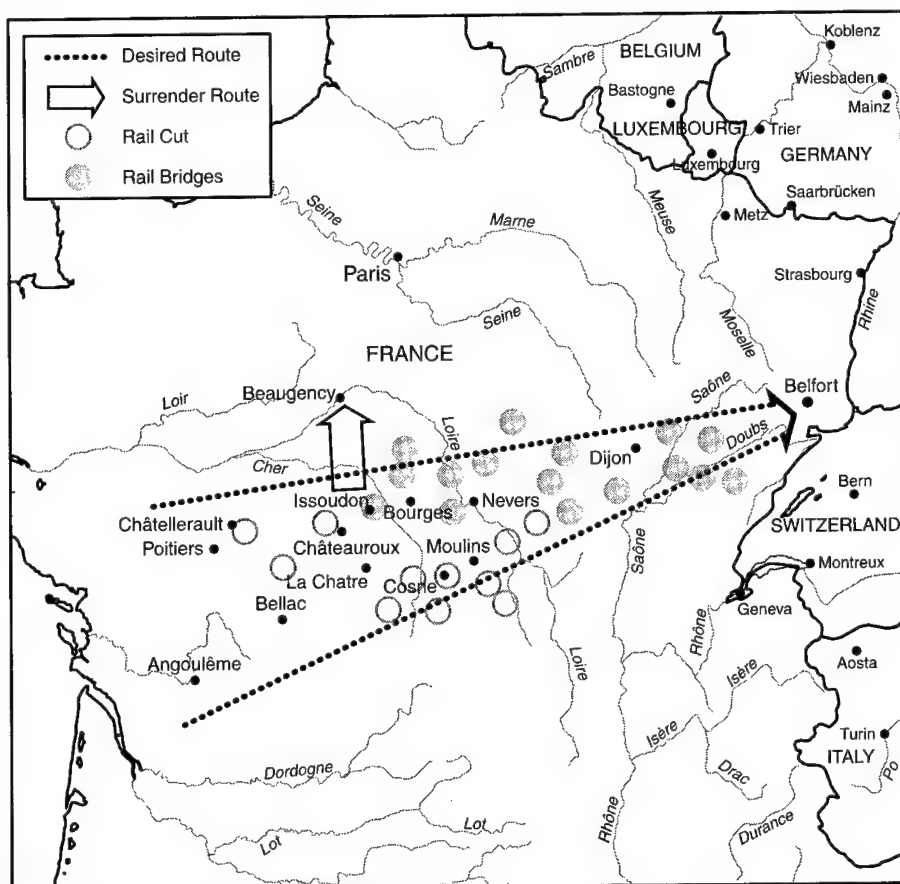 Desired Route
Surrender Route
Rail Cut
Rail Bridges
Koblenz
BELGIUM
Sambre
Wiesbaden
Bastogne
Mainz
LUXEMBOURG
Trier
Luxembourg
GERMANY
Saarbrücken
Seine
Meuse
Metz
Marne
Paris
Strasbourg
Rhine
Seine
Moselle
FRANCE
Saône
Belfort
Beaugency
Loir
Loire
Doubs
Dijon
Cher
Issoudon
Bourges
Nevers
Bern
Châtellerault
SWITZERLAND
Poitiers
Châteauroux
Moulins
Saône
Montreux
La Chatre
Cosne
Bellac
Geneva
Rhône
Angoulême
Loire
Isère
Aosta
Isère
Turin
ITALY
Dordogne
Drac
Po
Rhône
Lot
Lot
Durance